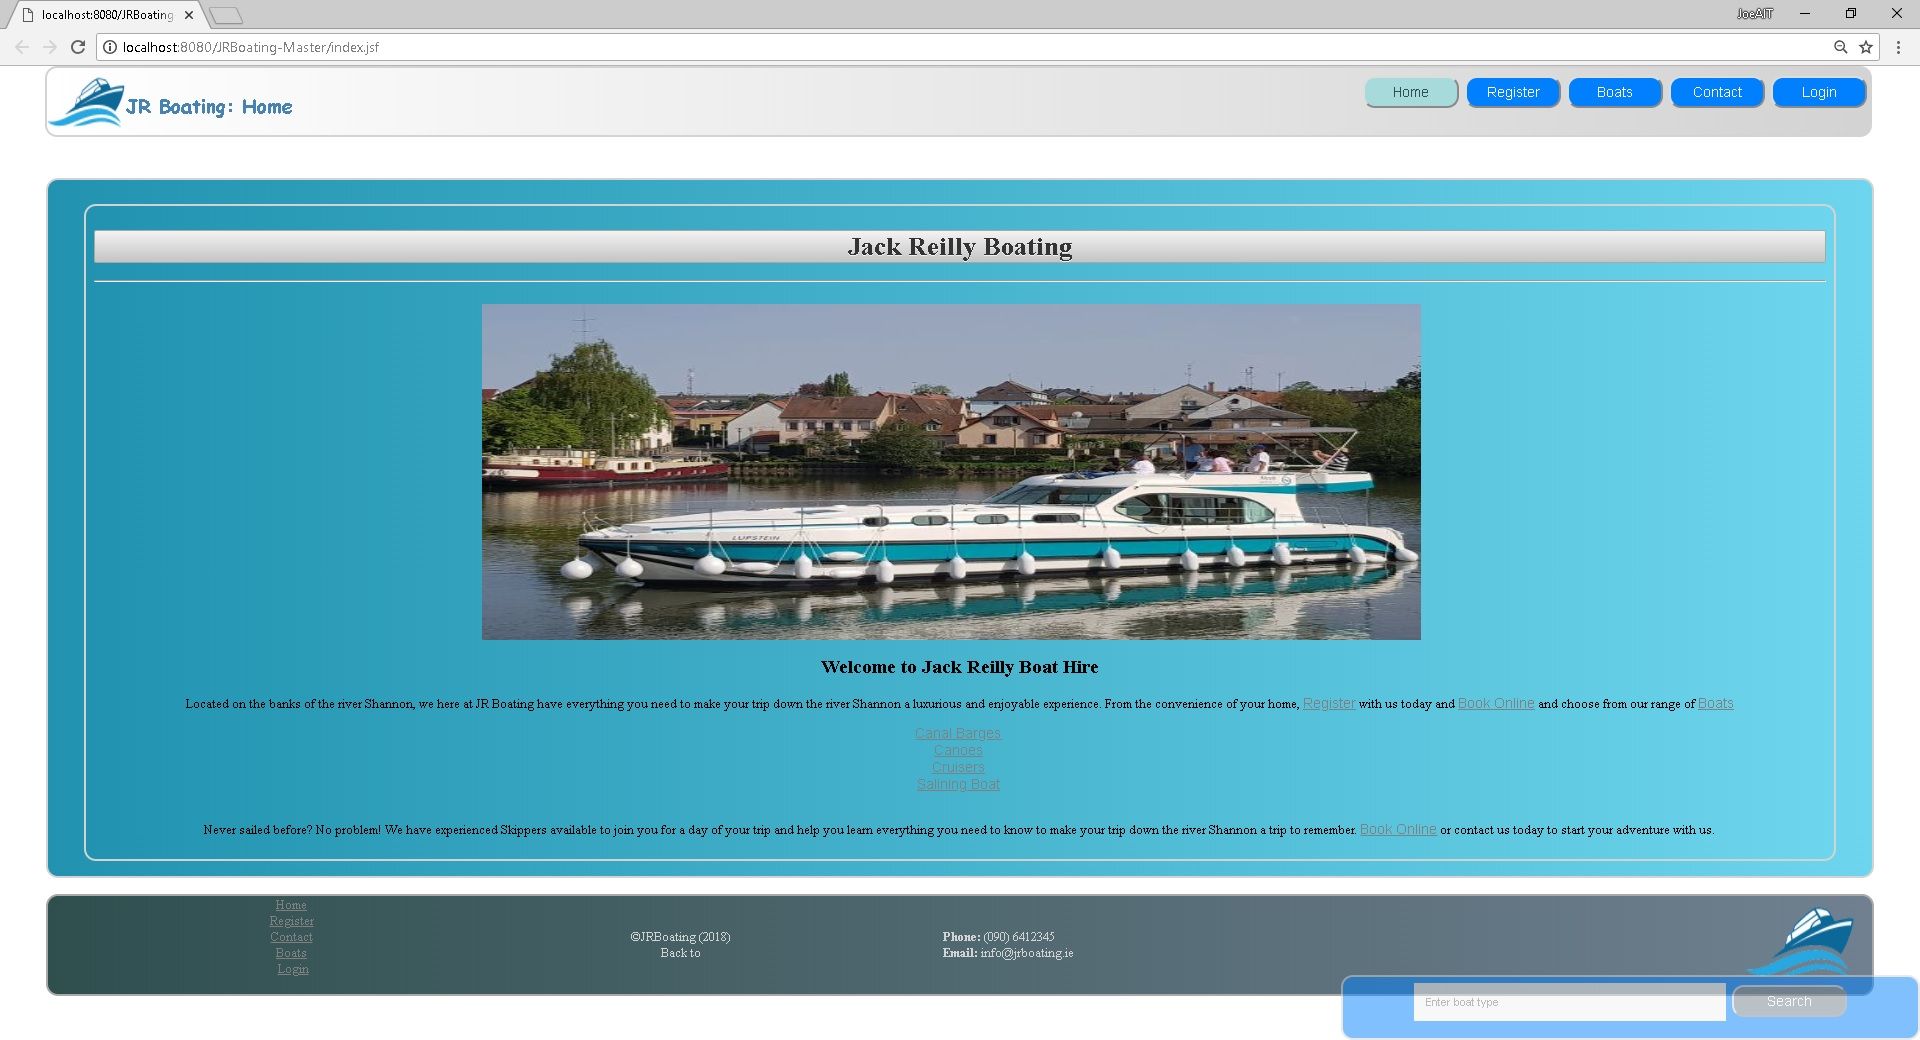 localhost:8080/JRBoating
JoeAIT
localhost:8080/JRBoating-Master/index.jsf
JR Boating: Home
Home
Register
Boats
Contact
Login
Jack Reilly Boating
LUPSTEIN
Welcome to Jack Reilly Boat Hire
Located on the banks of the river Shannon, we here at JR Boating have everything you need to make your trip down the river Shannon a luxurious and enjoyable experience. From the convenience of your home, Register with us today and Book Online and choose from our range of Boats
Canal Barges
Canoes
Cruisers
Salining Boat
Never sailed before? No problem! We have experienced Skippers available to join you for a day of your trip and help you learn everything you need to know to make your trip down the river Shannon a trip to remember. Book Online or contact us today to start your adventure with us.
Home
Register
Contact
Boats
Login
©JRBoating (2018)
Back to
Phone: (090) 6412345
Email: info@jrboating.ie
Enter boat type
Search